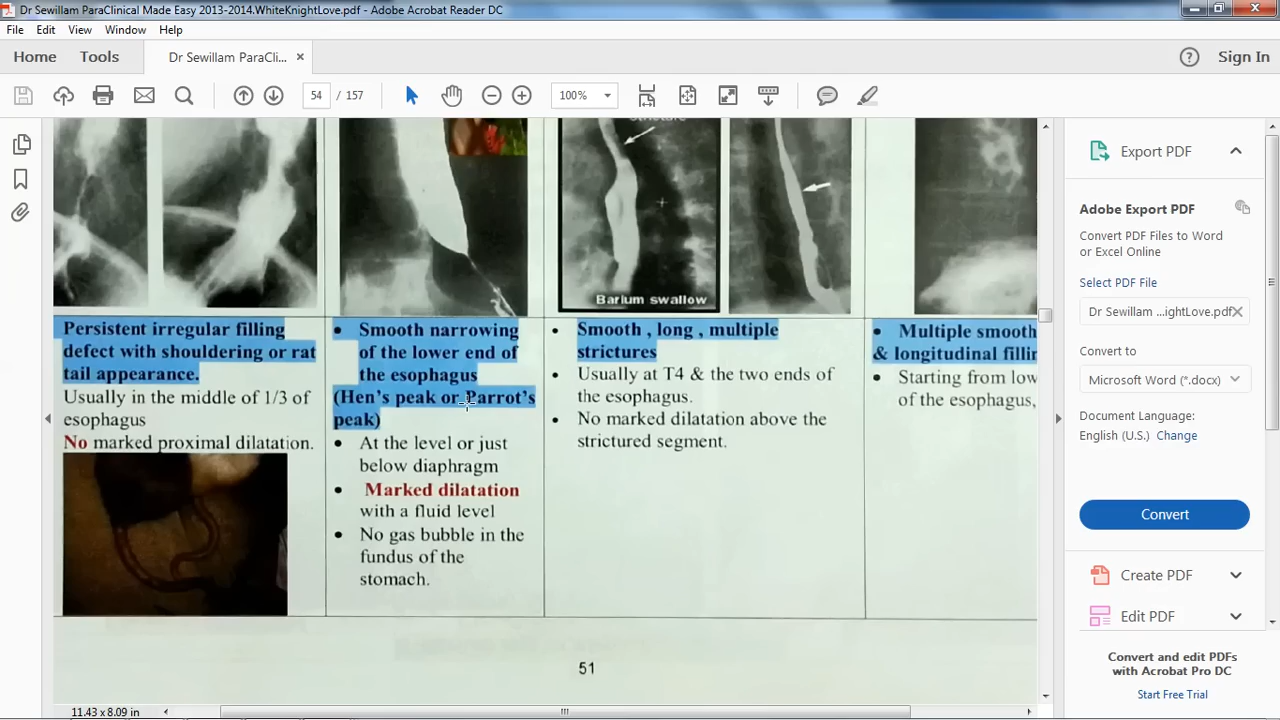 Dr Sewillam ParaClinical Made Easy 2013-2014.WhiteKnightLove.pdf - Adobe Acrobat Reader DC
File Edit View Window Help
Home Tools Dr Sewillam ParaCli... × Sign In
54 / 157 100%
Stricture
Barium swallow
Persistent irregular filling
defect with shouldering or rat
tail appearance.
Usually in the middle of 1/3 of
esophagus
No marked proximal dilatation.
• Smooth narrowing
of the lower end of
the esophagus
(Hen's peak or Parrot's
peak)
• At the level or just
below diaphragm
• Marked dilatation
with a fluid level
• No gas bubble in the
fundus of the
stomach.
• Smooth , long , multiple
strictures
• Usually at T4 & the two ends of
the esophagus.
• No marked dilatation above the
strictured segment.
• Multiple smooth
& longitudinal fillin
• Starting from low
of the esophagus,
51
11.43 x 8.09 in
Export PDF
Adobe Export PDF
Convert PDF Files to Word
or Excel Online
Select PDF File
Dr Sewillam ...ightLove.pdf
Convert to
Microsoft Word (*.docx)
Document Language:
English (U.S.) Change
Convert
Create PDF
Edit PDF
Convert and edit PDFs
with Acrobat Pro DC
Start Free Trial